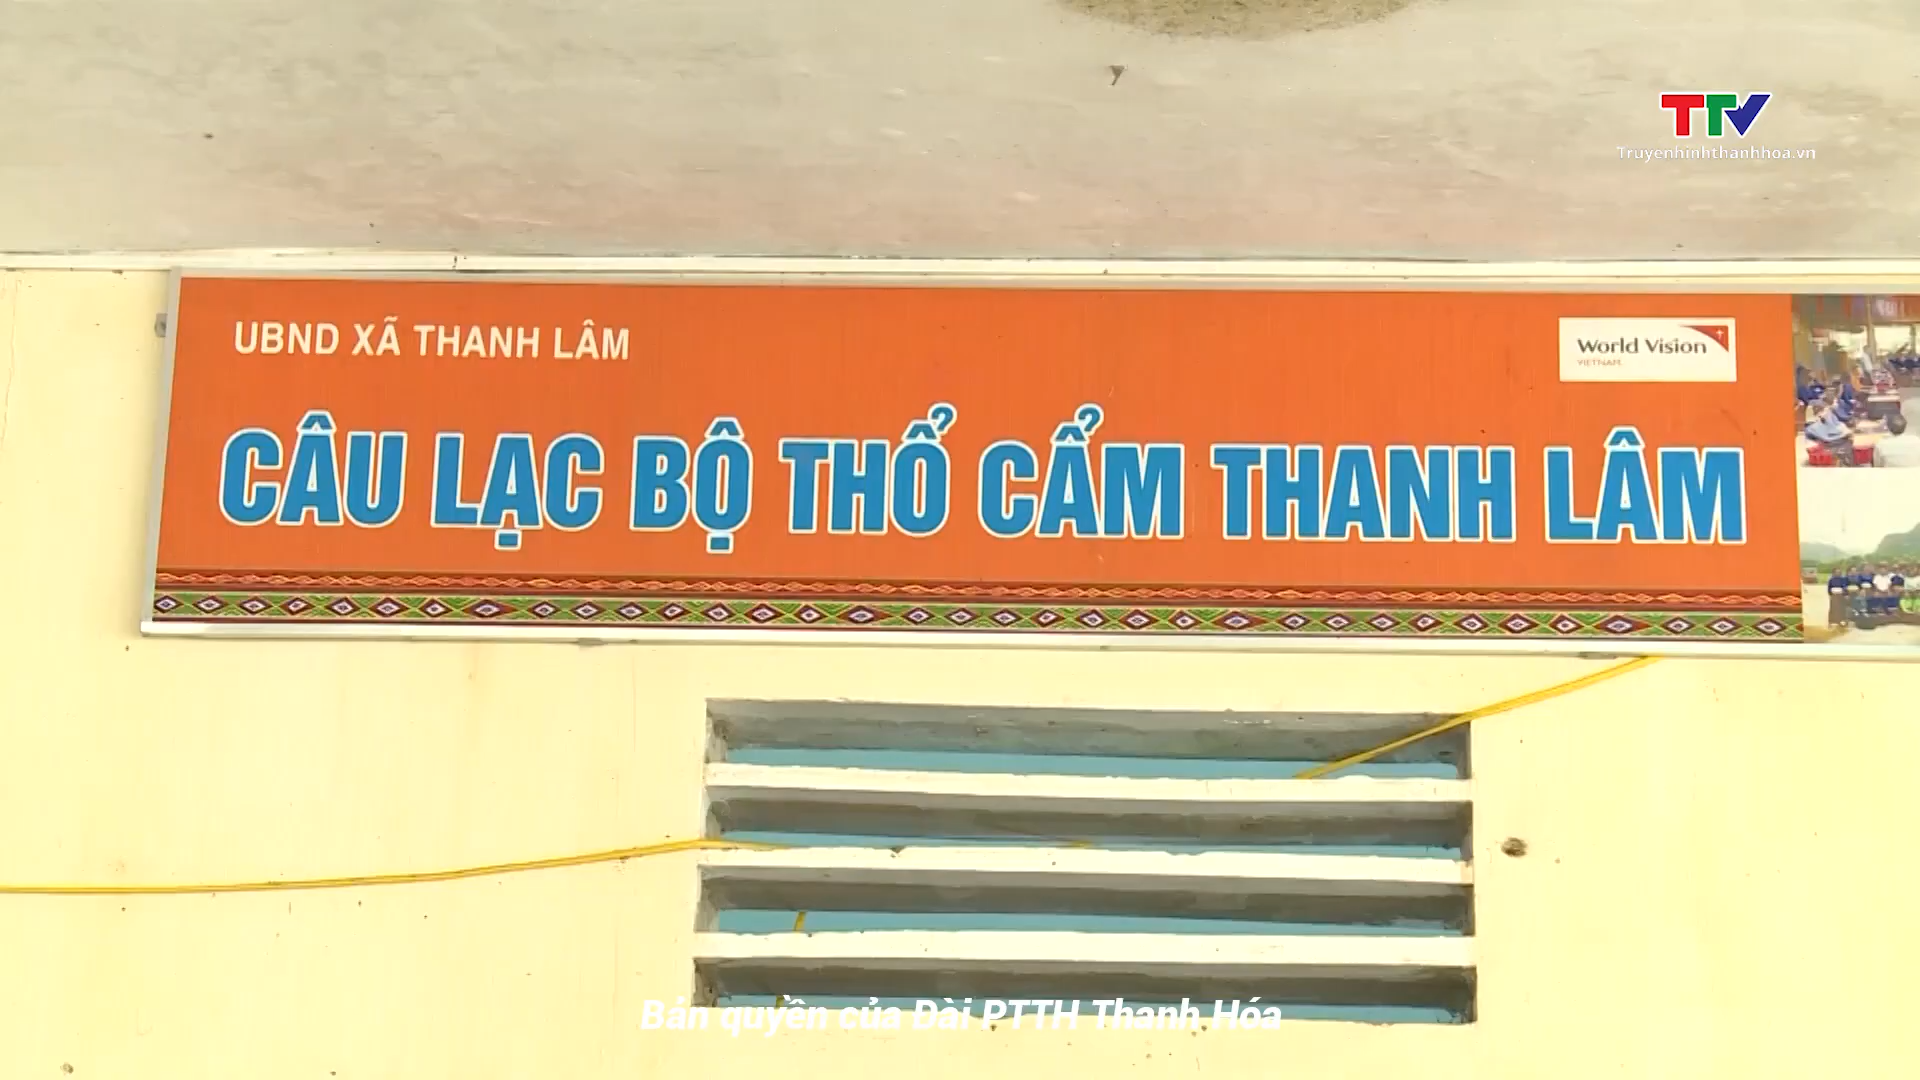 TTV
Truyenhinhthanhhoa.vn
UBND XÃ THANH LÂM
World Vision
VIETNAM
CÂU LẠC BỘ THỔ CẨM THANH LÂM
Bản quyền của Đài PTTH Thanh Hóa